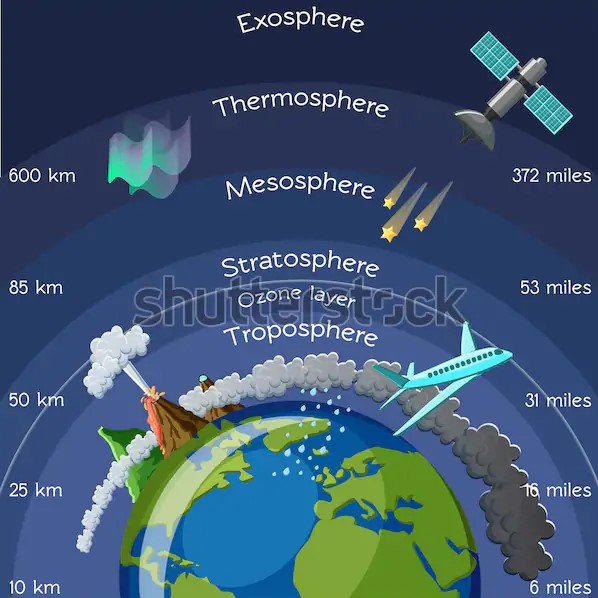 Exosphere
Thermosphere
600 km 372 miles
Mesosphere
Stratosphere
85 km 53 miles
Ozone layer
shutterstock
Troposphere
50 km 31 miles
25 km 16 miles
10 km 6 miles